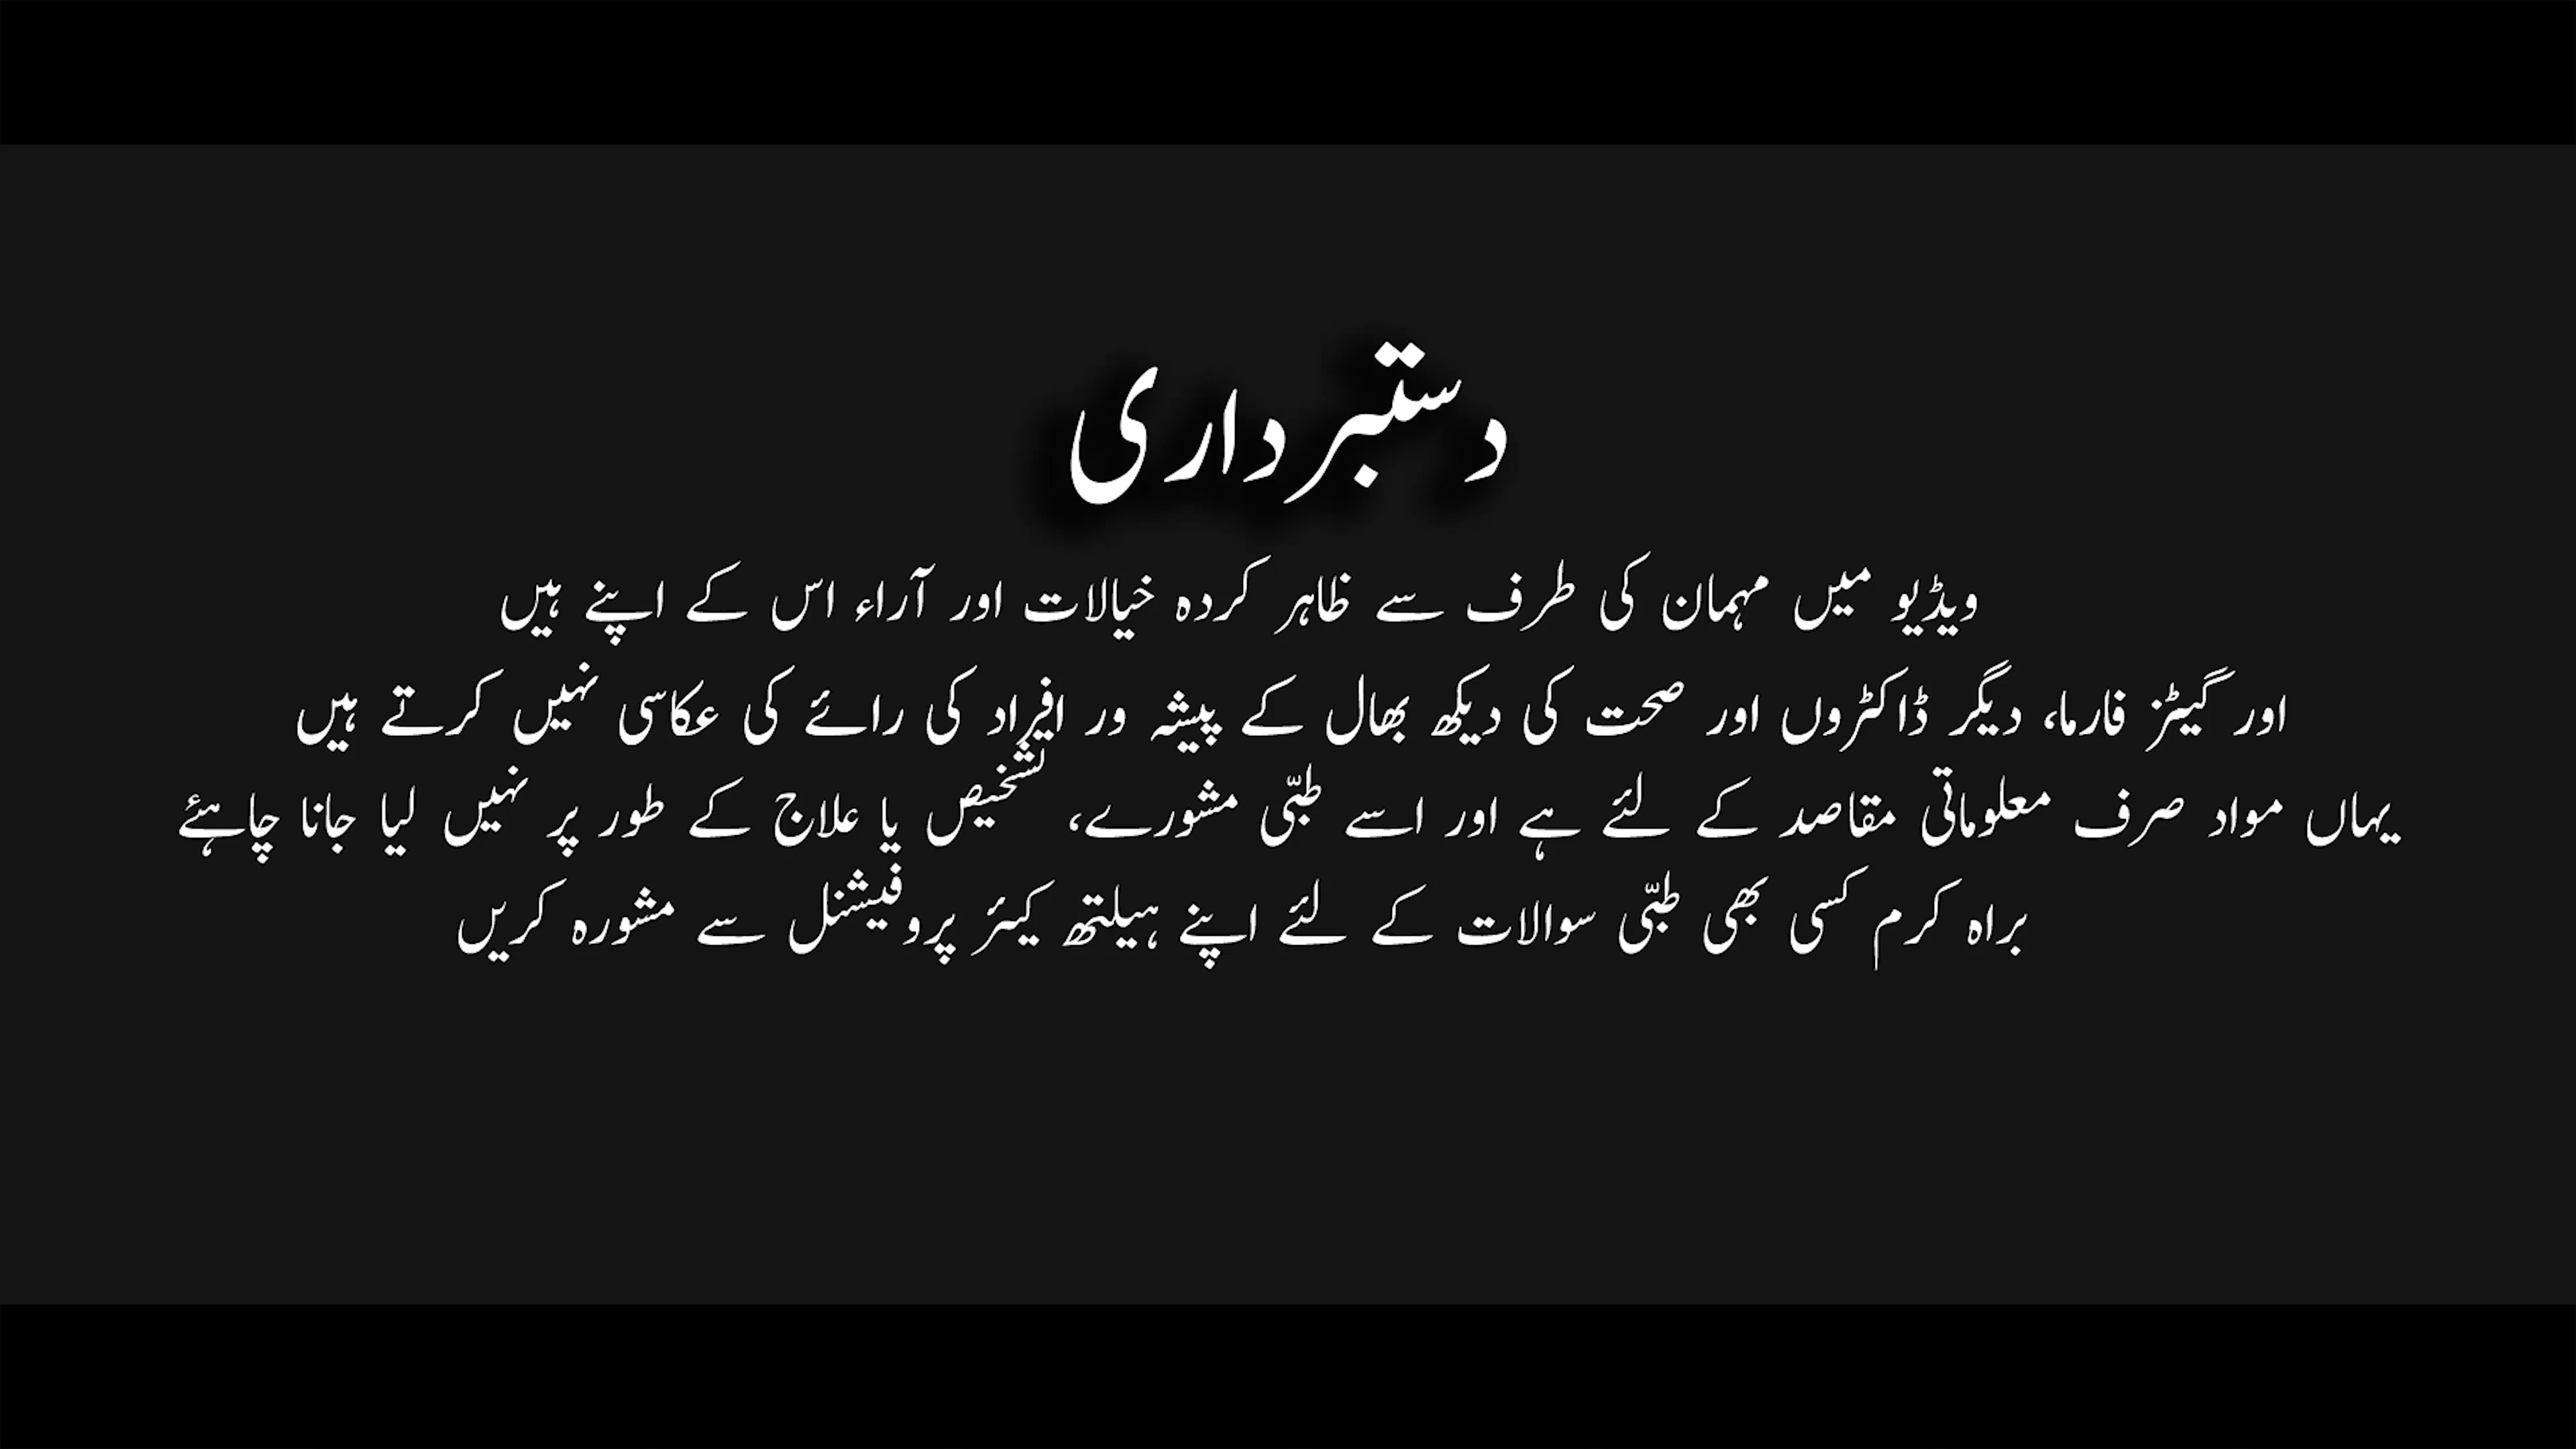 دستبرداری
ویڈیو میں مہمان کی طرف سے ظاہر کردہ خیالات اور آراء اس کے اپنے ہیں
اور گیٹز فارما، دیگر ڈاکٹروں اور صحت کی دیکھ بھال کے پیشہ ور افراد کی رائے کی عکاسی نہیں کرتے ہیں
یہاں مواد صرف معلوماتی مقاصد کے لئے ہے اور اسے طبّی مشورے، تشخیص یا علاج کے طور پر نہیں لیا جانا چاہئے
براہ کرم کسی بھی طبّی سوالات کے لئے اپنے ہیلتھ کیئر پروفیشنل سے مشورہ کریں